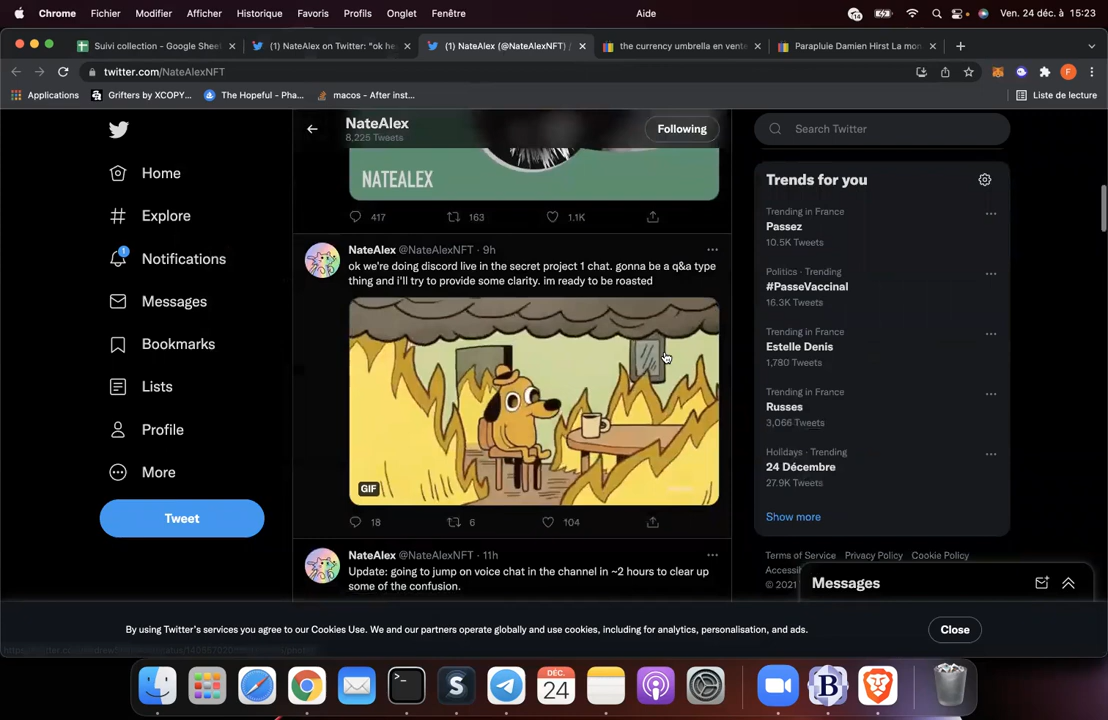 Chrome Fichier Modifier Afficher Historique Favoris Profils Onglet Fenêtre Aide 14 Ven. 24 déc. à 15:23
Suivi collection - Google Sheet (1) NateAlex on Twitter: "ok he (1) NateAlex (@NateAlexNFT) / the currency umbrella en vente Parapluie Damien Hirst La mon
twitter.com/NateAlexNFT F
Applications Grifters by XCOPY... The Hopeful - Pha... macos - After inst... Liste de lecture
NateAlex
8,225 Tweets
Following
Search Twitter
Home
Explore
1
Notifications
Messages
Bookmarks
Lists
Profile
More
Tweet
NATEALEX
417 163 1.1K
NateAlex @NateAlexNFT · 9h
ok we're doing discord live in the secret project 1 chat. gonna be a q&a type
thing and i'll try to provide some clarity. im ready to be roasted
GIF
18 6 104
NateAlex @NateAlexNFT · 11h
Update: going to jump on voice chat in the channel in ~2 hours to clear up
some of the confusion.
Trends for you
Trending in France
Passez
10.5K Tweets
Politics · Trending
#PasseVaccinal
16.3K Tweets
Trending in France
Estelle Denis
1,780 Tweets
Trending in France
Russes
3,066 Tweets
Holidays · Trending
24 Décembre
27.9K Tweets
Show more
Terms of Service Privacy Policy Cookie Policy
© 2021
Messages
By using Twitter's services you agree to our Cookies Use. We and our partners operate globally and use cookies, including for analytics, personalisation, and ads.
Close
DÉC.
24